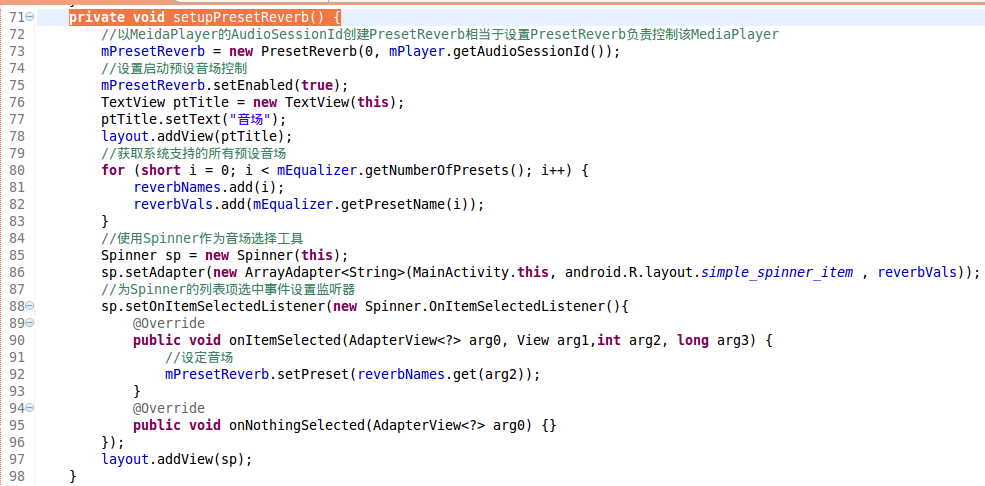 71 private void setupPresetReverb() {
72 //以MeidaPlayer的AudioSessionId创建PresetReverb相当于设置PresetReverb负责控制该MediaPlayer
73 mPresetReverb = new PresetReverb(0, mPlayer.getAudioSessionId());
74 //设置启动预设音场控制
75 mPresetReverb.setEnabled(true);
76 TextView ptTitle = new TextView(this);
77 ptTitle.setText("音场");
78 layout.addView(ptTitle);
79 //获取系统支持的所有预设音场
80 for (short i = 0; i < mEqualizer.getNumberOfPresets(); i++) {
81 reverbNames.add(i);
82 reverbVals.add(mEqualizer.getPresetName(i));
83 }
84 //使用Spinner作为音场选择工具
85 Spinner sp = new Spinner(this);
86 sp.setAdapter(new ArrayAdapter<String>(MainActivity.this, android.R.layout.simple_spinner_item , reverbVals));
87 //为Spinner的列表项选中事件设置监听器
88 sp.setOnItemSelectedListener(new Spinner.OnItemSelectedListener(){
89 @Override
90 public void onItemSelected(AdapterView<?> arg0, View arg1,int arg2, long arg3) {
91 //设定音场
92 mPresetReverb.setPreset(reverbNames.get(arg2));
93 }
94 @Override
95 public void onNothingSelected(AdapterView<?> arg0) {}
96 });
97 layout.addView(sp);
98 }